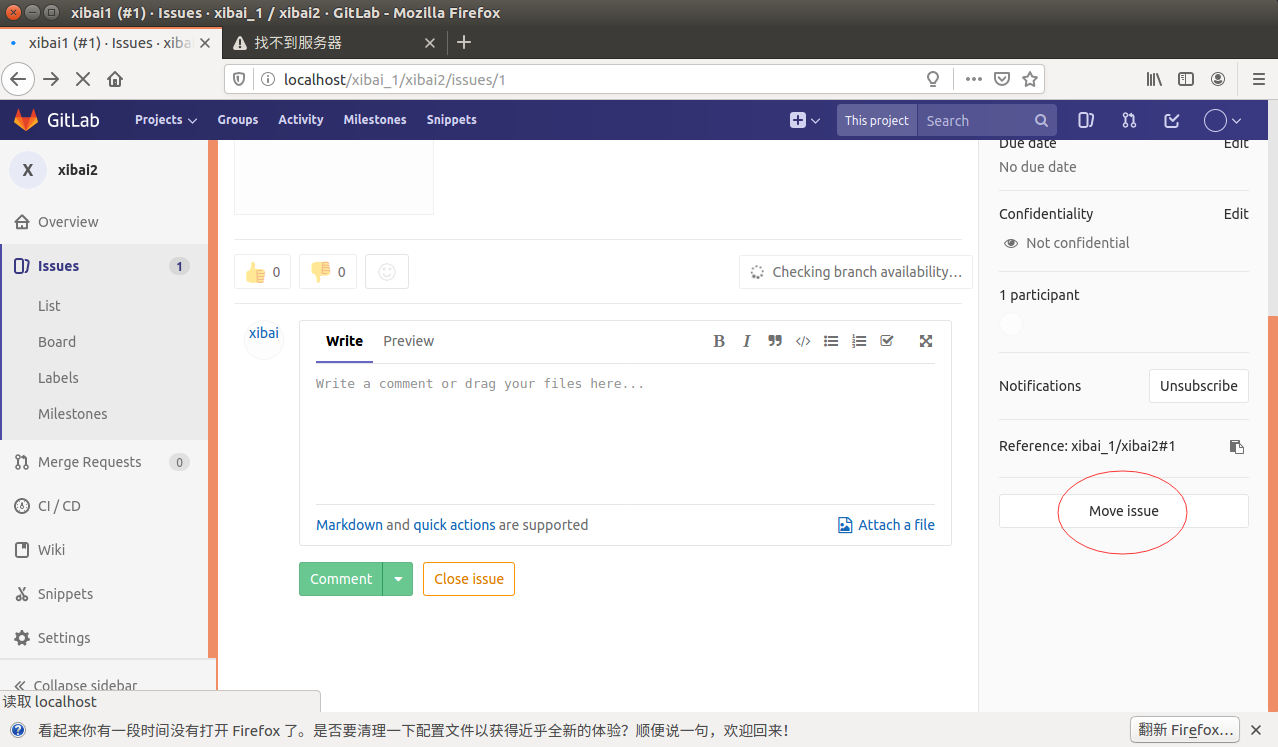 xibai1 (#1) · Issues · xibai_1 / xibai2 · GitLab - Mozilla Firefox
xibai1 (#1) · Issues · xiba
找不到服务器
localhost/xibai_1/xibai2/issues/1
GitLab Projects Groups Activity Milestones Snippets This project Search
X xibai2
Overview
Issues 1
List
Board
Labels
Milestones
Merge Requests 0
CI / CD
Wiki
Snippets
Settings
Collapse sidebar
0 0 Checking branch availability…
xibai
Write Preview
Write a comment or drag your files here...
Markdown and quick actions are supported
Attach a file
Comment Close issue
Due date Edit
No due date
Confidentiality Edit
Not confidential
1 participant
Notifications Unsubscribe
Reference: xibai_1/xibai2#1
Move issue
读取 localhost
看起来你有一段时间没有打开 Firefox 了。是否要清理一下配置文件以获得近乎全新的体验？顺便说一句，欢迎回来！
翻新 Firefox…